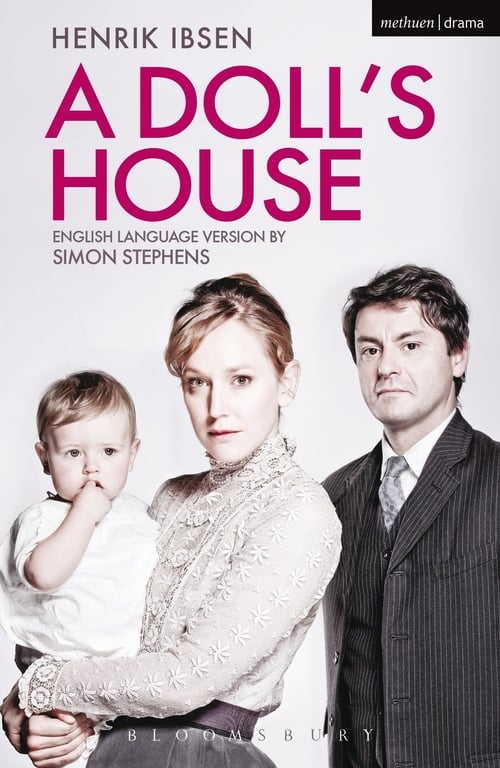 methuen | drama
HENRIK IBSEN
A DOLL'S
HOUSE
ENGLISH LANGUAGE VERSION BY
SIMON STEPHENS
BLOOMSBURY